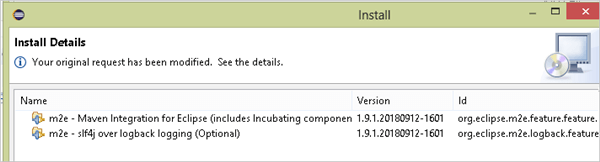 Install
Install Details
Your original request has been modified. See the details.
Name Version Id
m2e - Maven Integration for Eclipse (includes Incubating componen 1.9.1.20180912-1601 org.eclipse.m2e.feature.feature.
m2e - slf4j over logback logging (Optional) 1.9.1.20180912-1601 org.eclipse.m2e.logback.feature